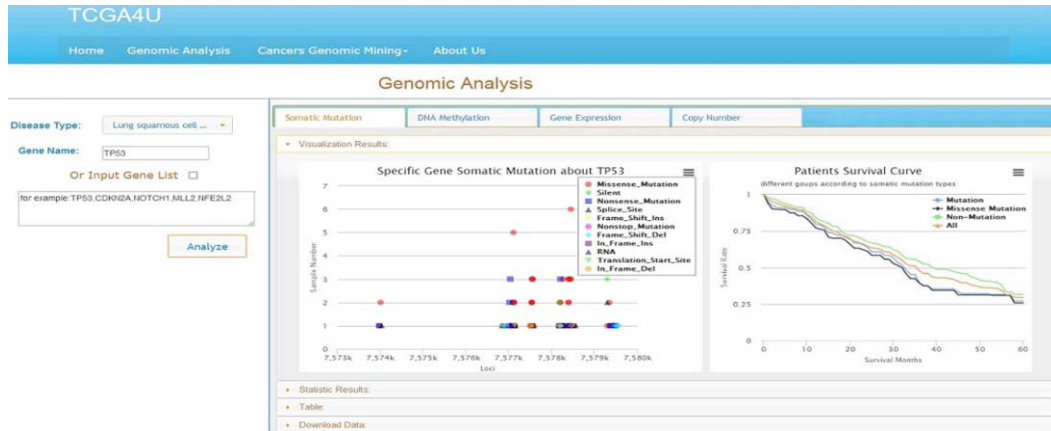 TCGA4U
Home Genomic Analysis Cancers Genomic Mining About Us
Genomic Analysis
Disease Type: Lung squamous cell ...
Gene Name: TP53
Or Input Gene List
for example:TP53,CDKN2A,NOTCH1,MLL2,NFE2L2
Analyze
Somatic Mutation DNA Methylation Gene Expression Copy Number
Visualization Results:
Specific Gene Somatic Mutation about TP53
Missense_Mutation
Silent
Nonsense_Mutation
Splice_Site
Frame_Shift_Ins
Nonstop_Mutation
Frame_Shift_Del
In_Frame_Ins
RNA
Translation_Start_Site
In_Frame_Del
Sample Number
7
6
5
4
3
2
1
0
7,573k 7,574k 7,575k 7,576k 7,577k 7,578k 7,579k 7,580k
Loci
Patients Survival Curve
different goups according to somatic mutation types
Mutation
Missense Mutation
Non-Mutation
All
Survival Rate
1
0.75
0.5
0.25
0
0 10 20 30 40 50 60
Survival Months
Statistic Results:
Table:
Download Data: